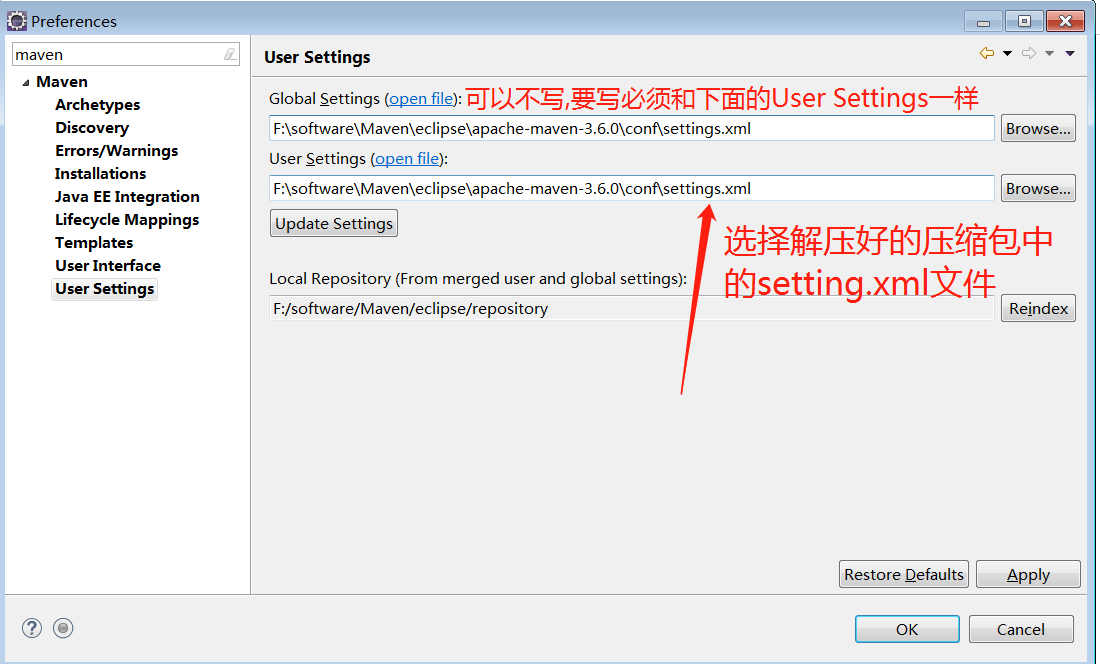 Preferences
maven
Maven
Archetypes
Discovery
Errors/Warnings
Installations
Java EE Integration
Lifecycle Mappings
Templates
User Interface
User Settings
User Settings
Global Settings (open file): 可以不写,要写必须和下面的User Settings一样
F:\software\Maven\eclipse\apache-maven-3.6.0\conf\settings.xml Browse...
User Settings (open file):
F:\software\Maven\eclipse\apache-maven-3.6.0\conf\settings.xml Browse...
Update Settings
选择解压好的压缩包中
的setting.xml文件
Local Repository (From merged user and global settings):
F:/software/Maven/eclipse/repository Reindex
Restore Defaults Apply
OK Cancel